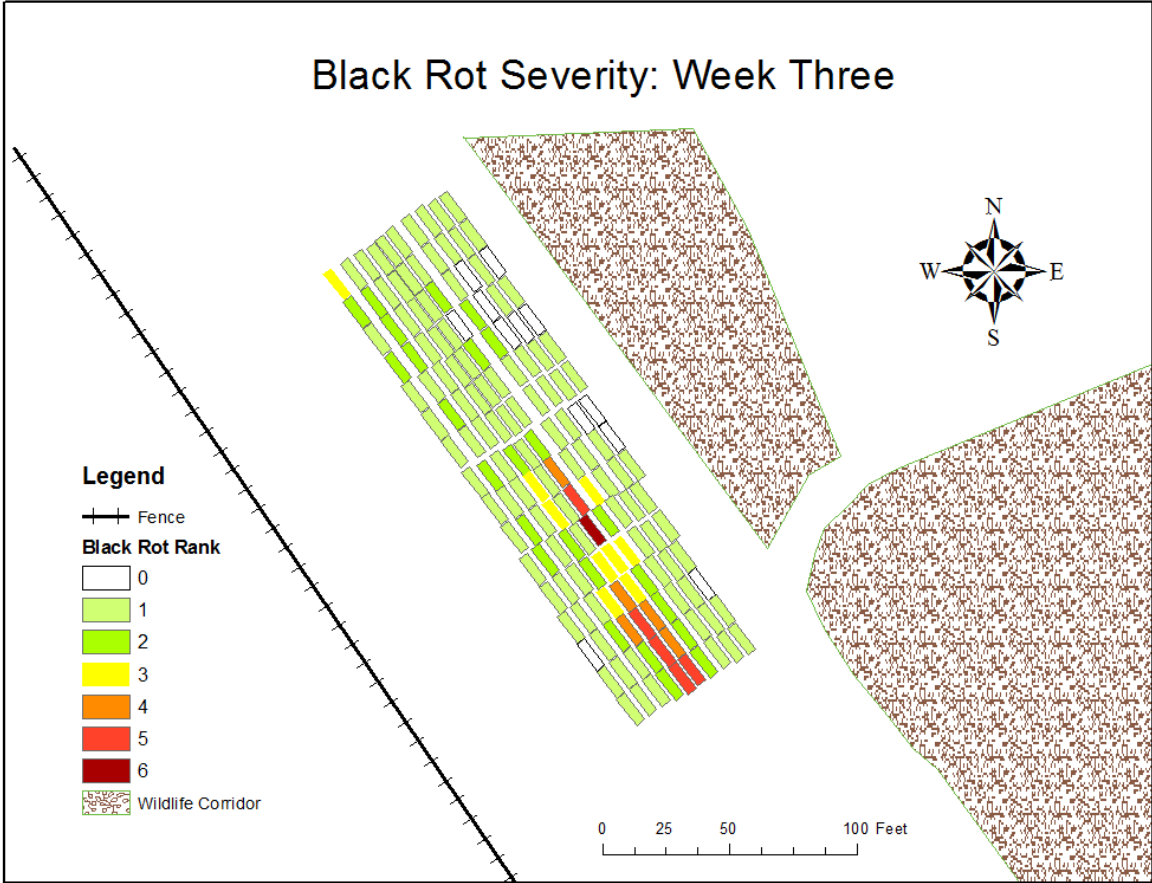 Black Rot Severity: Week Three
N
W E
S
Legend
Fence
Black Rot Rank
0
1
2
3
4
5
6
Wildlife Corridor
0 25 50 100 Feet